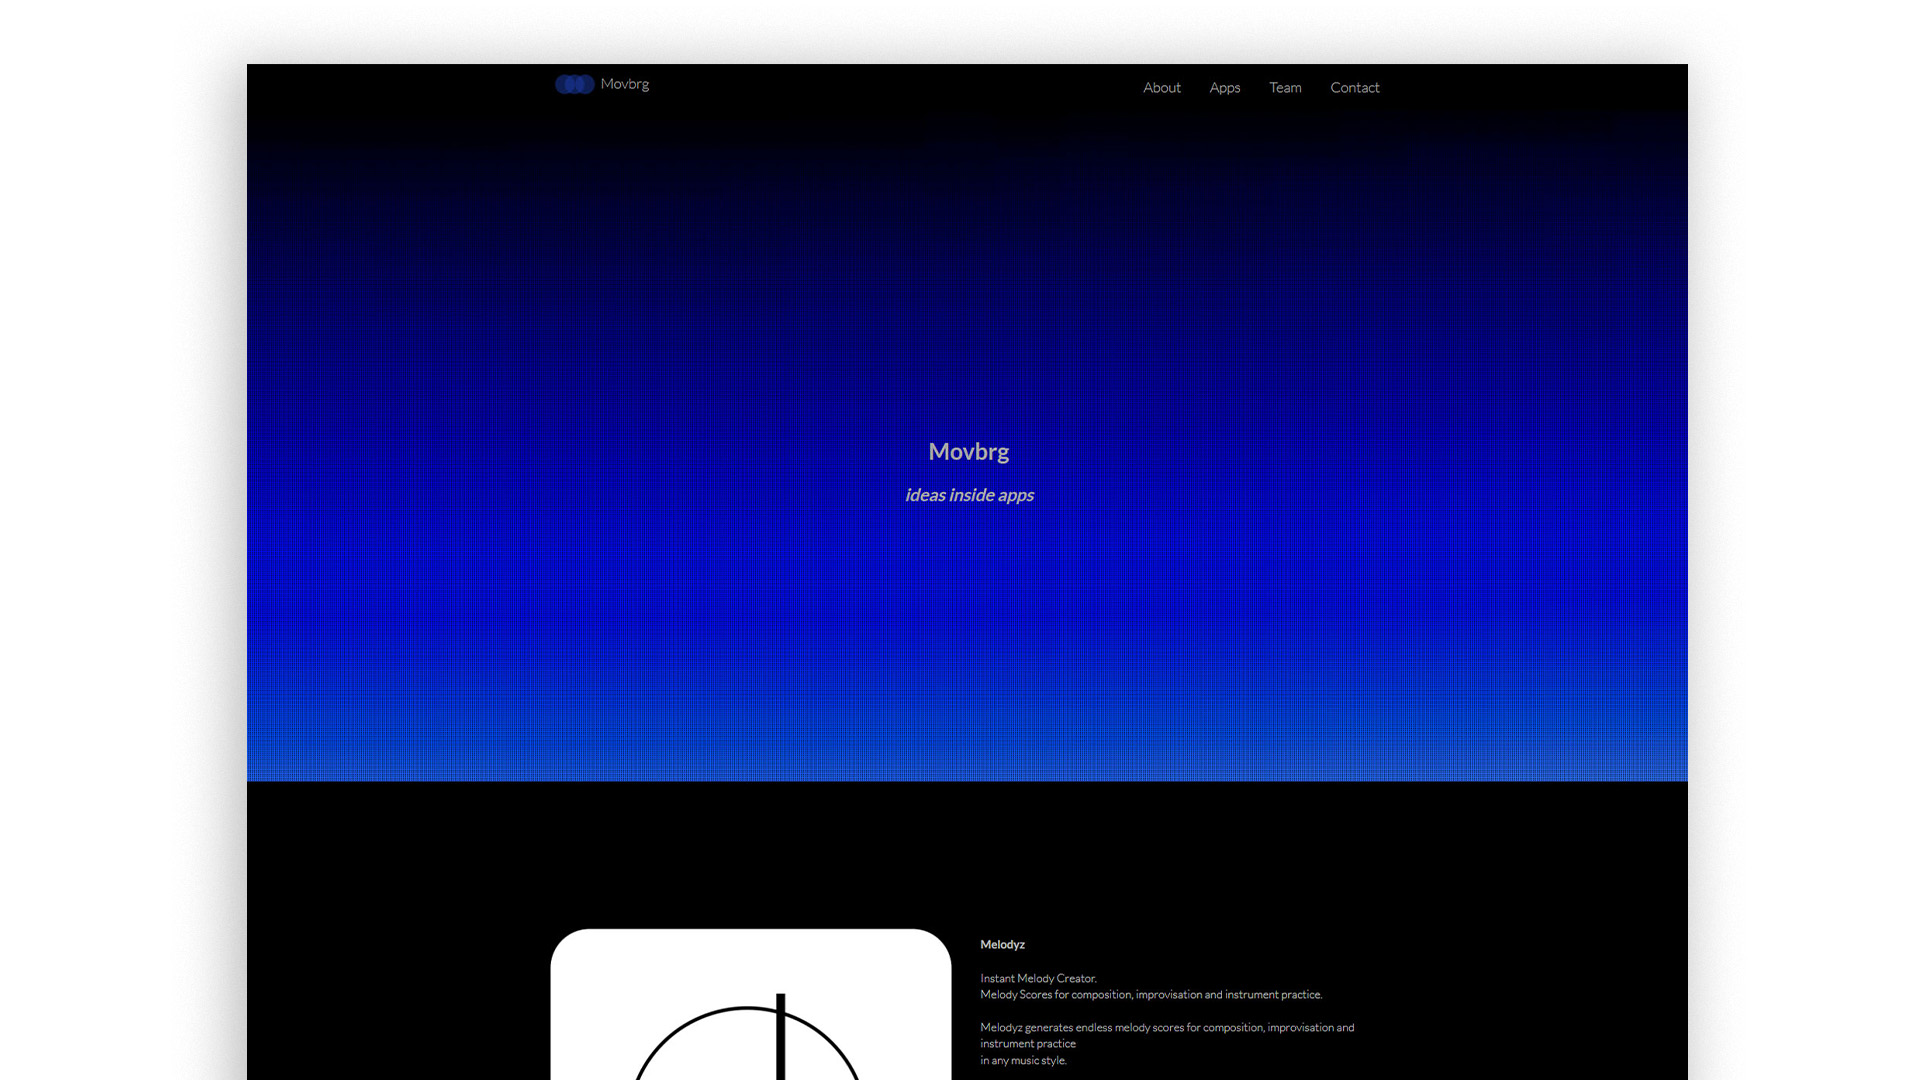 Movbrg
About Apps Team Contact
Movbrg
ideas inside apps
Melodyz
Instant Melody Creator.
Melody Scores for composition, improvisation and instrument practice.
Melodyz generates endless melody scores for composition, improvisation and
instrument practice
in any music style.